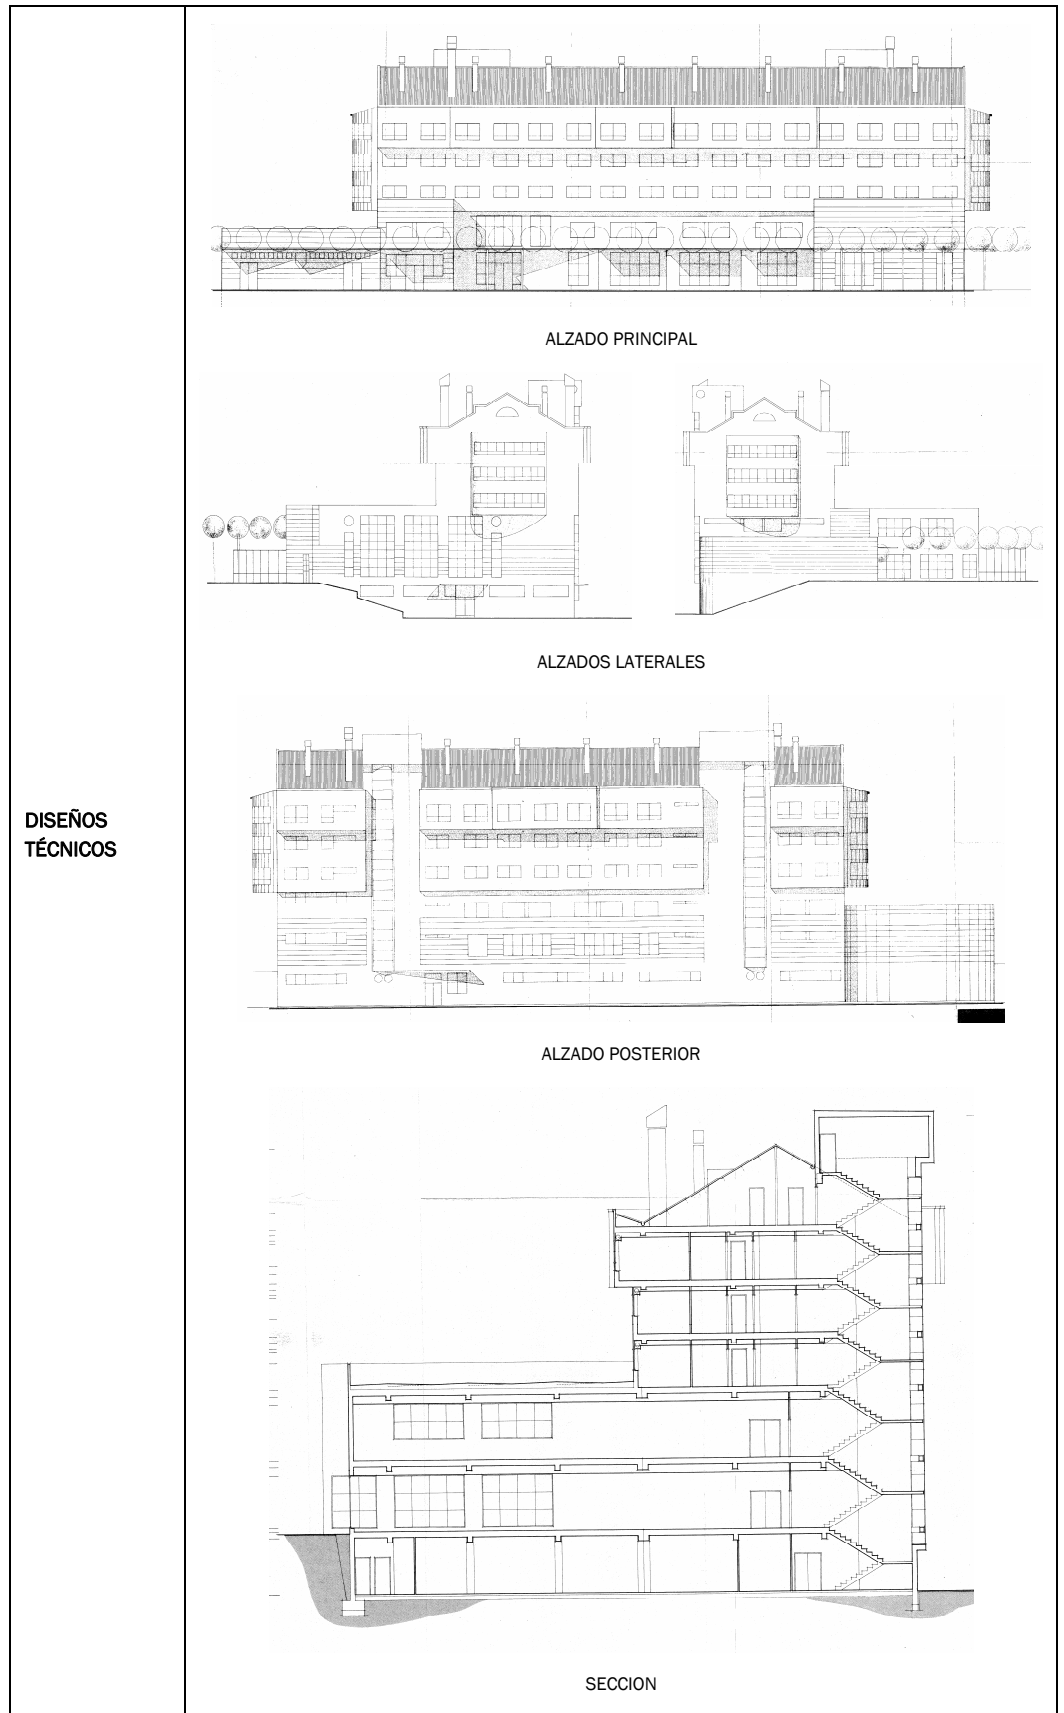 ALZADO PRINCIPAL
ALZADOS LATERALES
DISEÑOS
TÉCNICOS
ALZADO POSTERIOR
SECCION